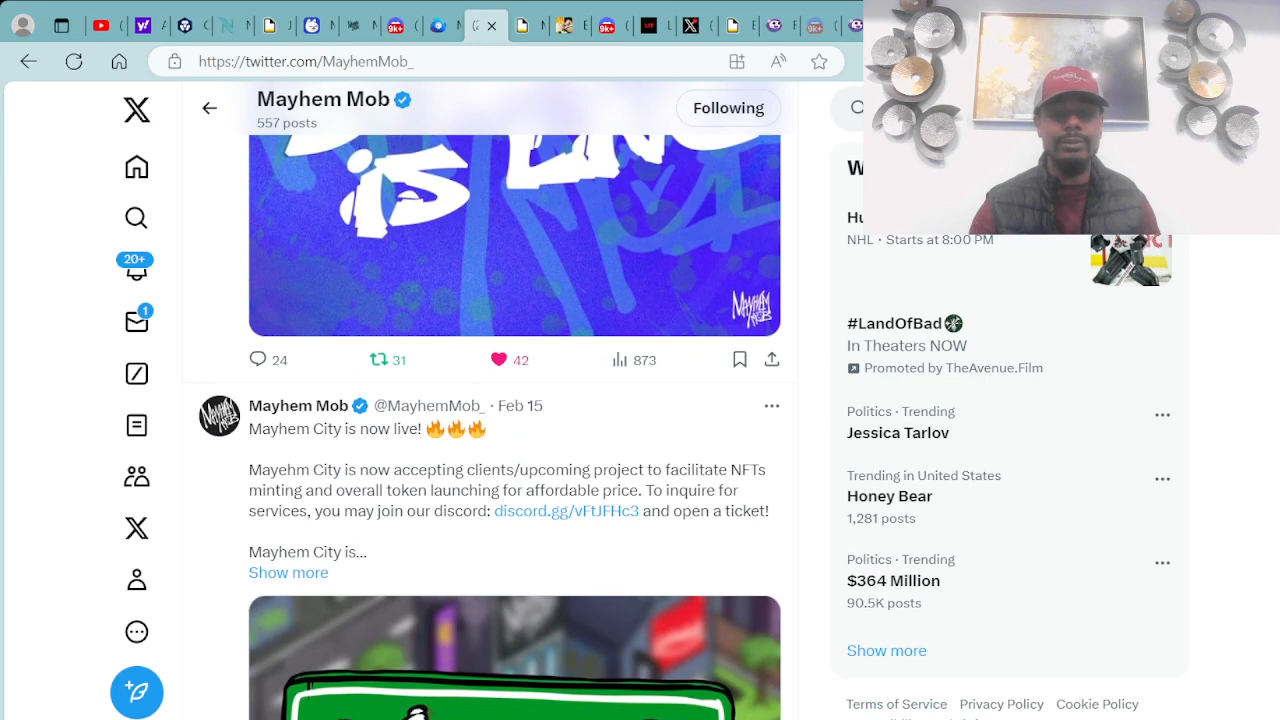 https://twitter.com/MayhemMob_
Mayhem Mob
557 posts
Following
is
MAYHEM
MOB
24
31
42
873
Mayhem Mob @MayhemMob_ · Feb 15
Mayhem City is now live! 🔥🔥🔥
Mayehm City is now accepting clients/upcoming project to facilitate NFTs
minting and overall token launching for affordable price. To inquire for
services, you may join our discord: discord.gg/vFtJFHc3 and open a ticket!
Mayhem City is...
Show more
20+
1
W
Hu
NHL · Starts at 8:00 PM
#LandOfBad
In Theaters NOW
Promoted by TheAvenue.Film
Politics · Trending
Jessica Tarlov
Trending in United States
Honey Bear
1,281 posts
Politics · Trending
$364 Million
90.5K posts
Show more
Terms of Service Privacy Policy Cookie Policy